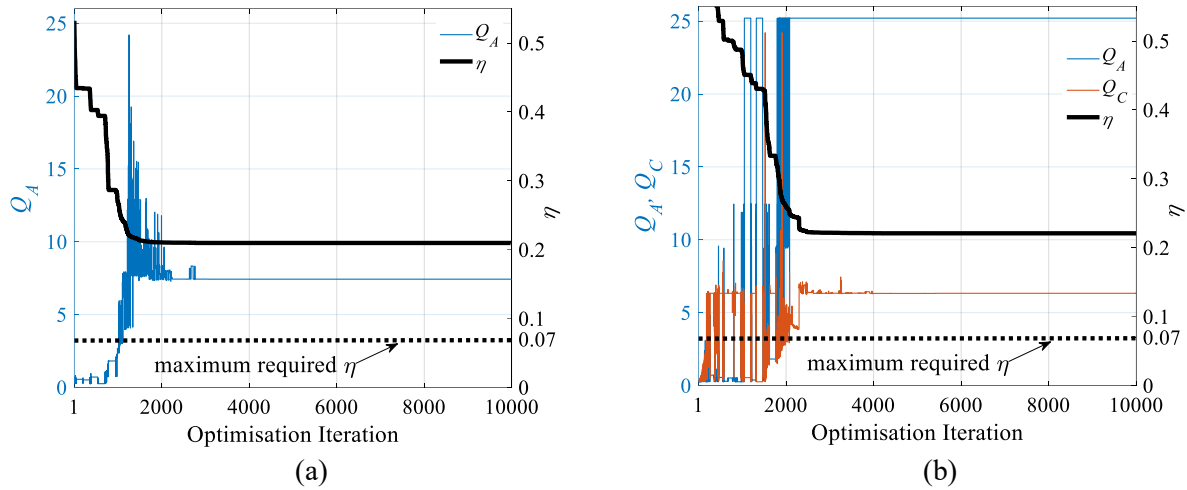 26
25
20
15
10
5
0
Q_A
Q_A
η
0.5
0.4
0.3
0.2
0.1
0.07
0
η
maximum required η
1 2000 4000 6000 8000 10000
Optimisation Iteration
(a)
26
25
20
15
10
5
0
Q_A, Q_C
Q_A
Q_C
η
0.5
0.4
0.3
0.2
0.1
0.07
0
η
maximum required η
1 2000 4000 6000 8000 10000
Optimisation Iteration
(b)